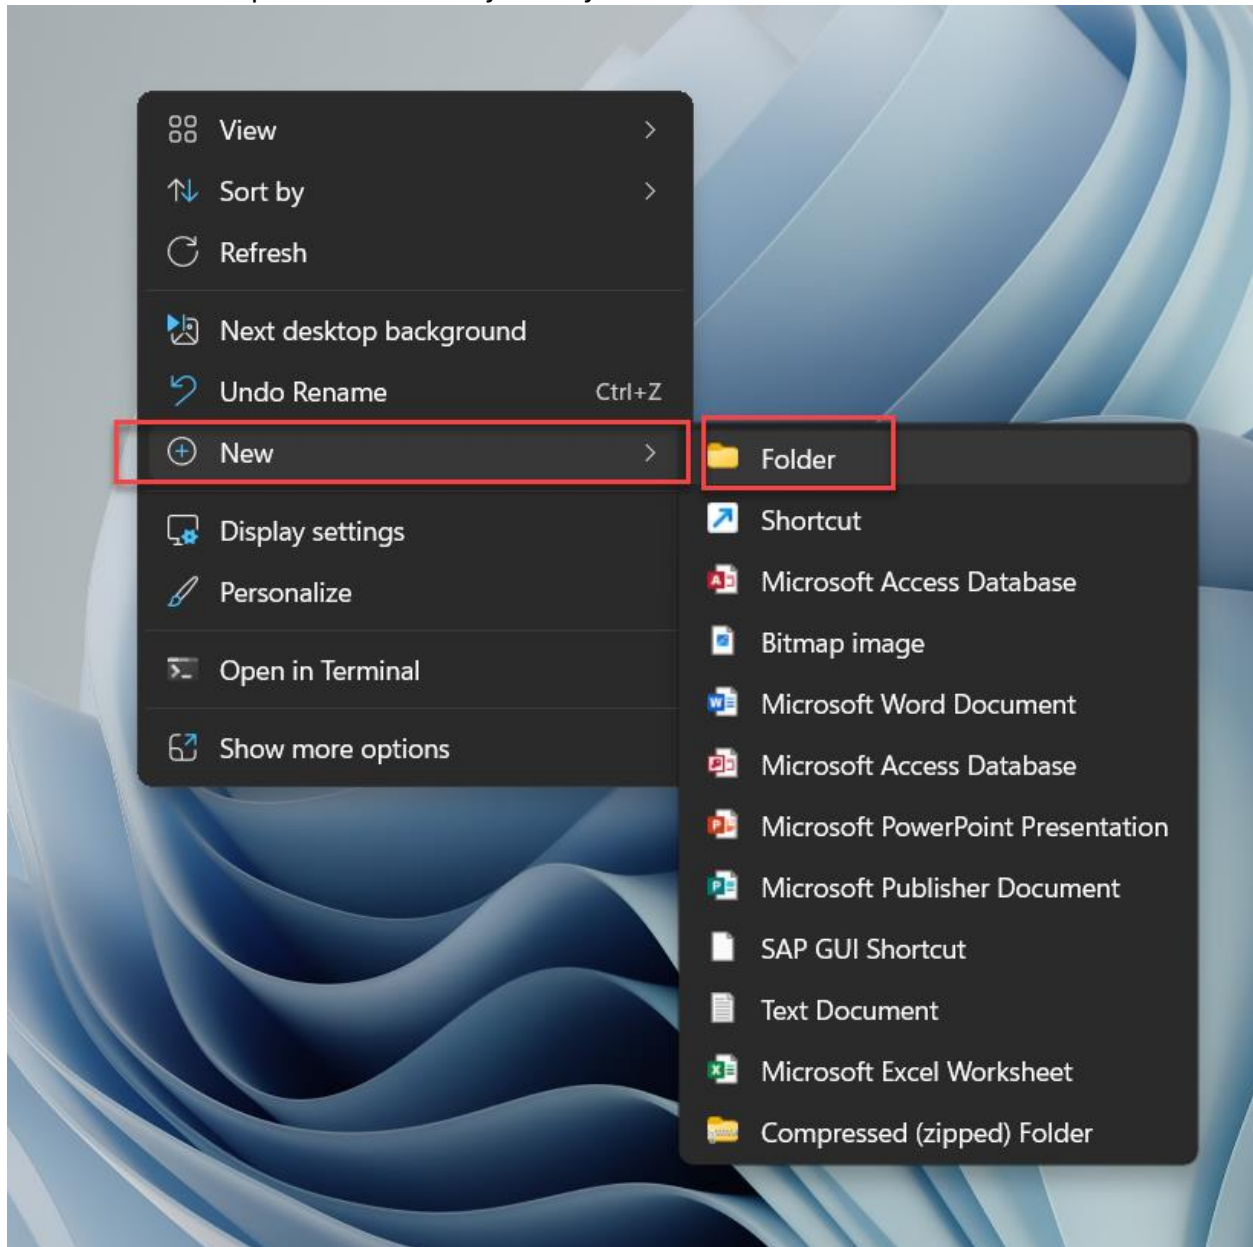 View
Sort by
Refresh
Next desktop background
Undo Rename Ctrl+Z
New
Display settings
Personalize
Open in Terminal
Show more options
Folder
Shortcut
Microsoft Access Database
Bitmap image
Microsoft Word Document
Microsoft Access Database
Microsoft PowerPoint Presentation
Microsoft Publisher Document
SAP GUI Shortcut
Text Document
Microsoft Excel Worksheet
Compressed (zipped) Folder